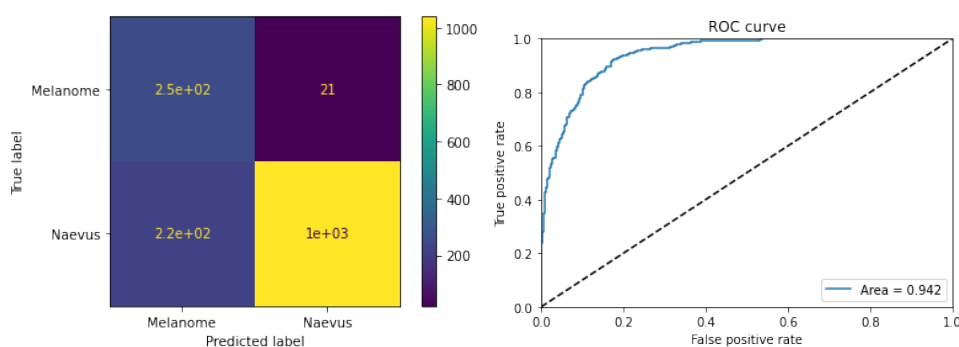 Melanome
Naevus
True label
2.5e+02
21
2.2e+02
1e+03
Melanome
Naevus
Predicted label
1000
800
600
400
200
ROC curve
True positive rate
1.0
0.8
0.6
0.4
0.2
0.0
Area = 0.942
0.0 0.2 0.4 0.6 0.8 1.0
False positive rate